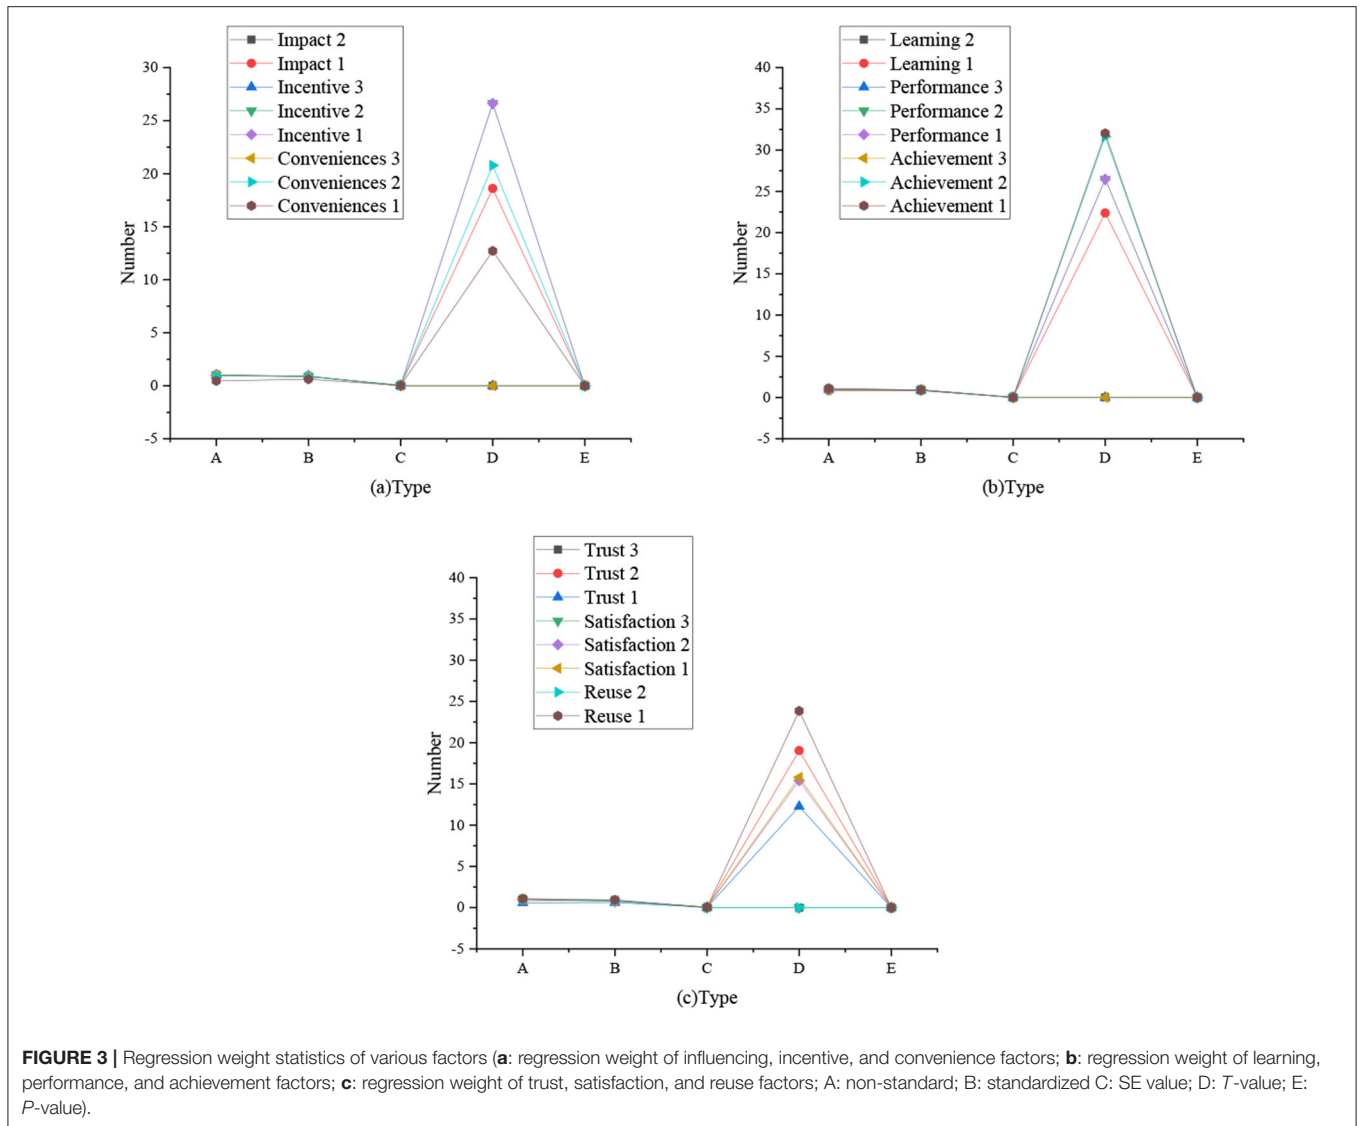 Impact 2
Impact 1
Incentive 3
Incentive 2
Incentive 1
Conveniences 3
Conveniences 2
Conveniences 1
30
25
20
15
10
5
0
-5
Number
A B C D E
(a)Type
Learning 2
Learning 1
Performance 3
Performance 2
Performance 1
Achievement 3
Achievement 2
Achievement 1
40
35
30
25
20
15
10
5
0
-5
Number
A B C D E
(b)Type
Trust 3
Trust 2
Trust 1
Satisfaction 3
Satisfaction 2
Satisfaction 1
Reuse 2
Reuse 1
40
35
30
25
20
15
10
5
0
-5
Number
A B C D E
(c)Type
FIGURE 3 | Regression weight statistics of various factors (a: regression weight of influencing, incentive, and convenience factors; b: regression weight of learning,
performance, and achievement factors; c: regression weight of trust, satisfaction, and reuse factors; A: non-standard; B: standardized C: SE value; D: T-value; E:
P-value).